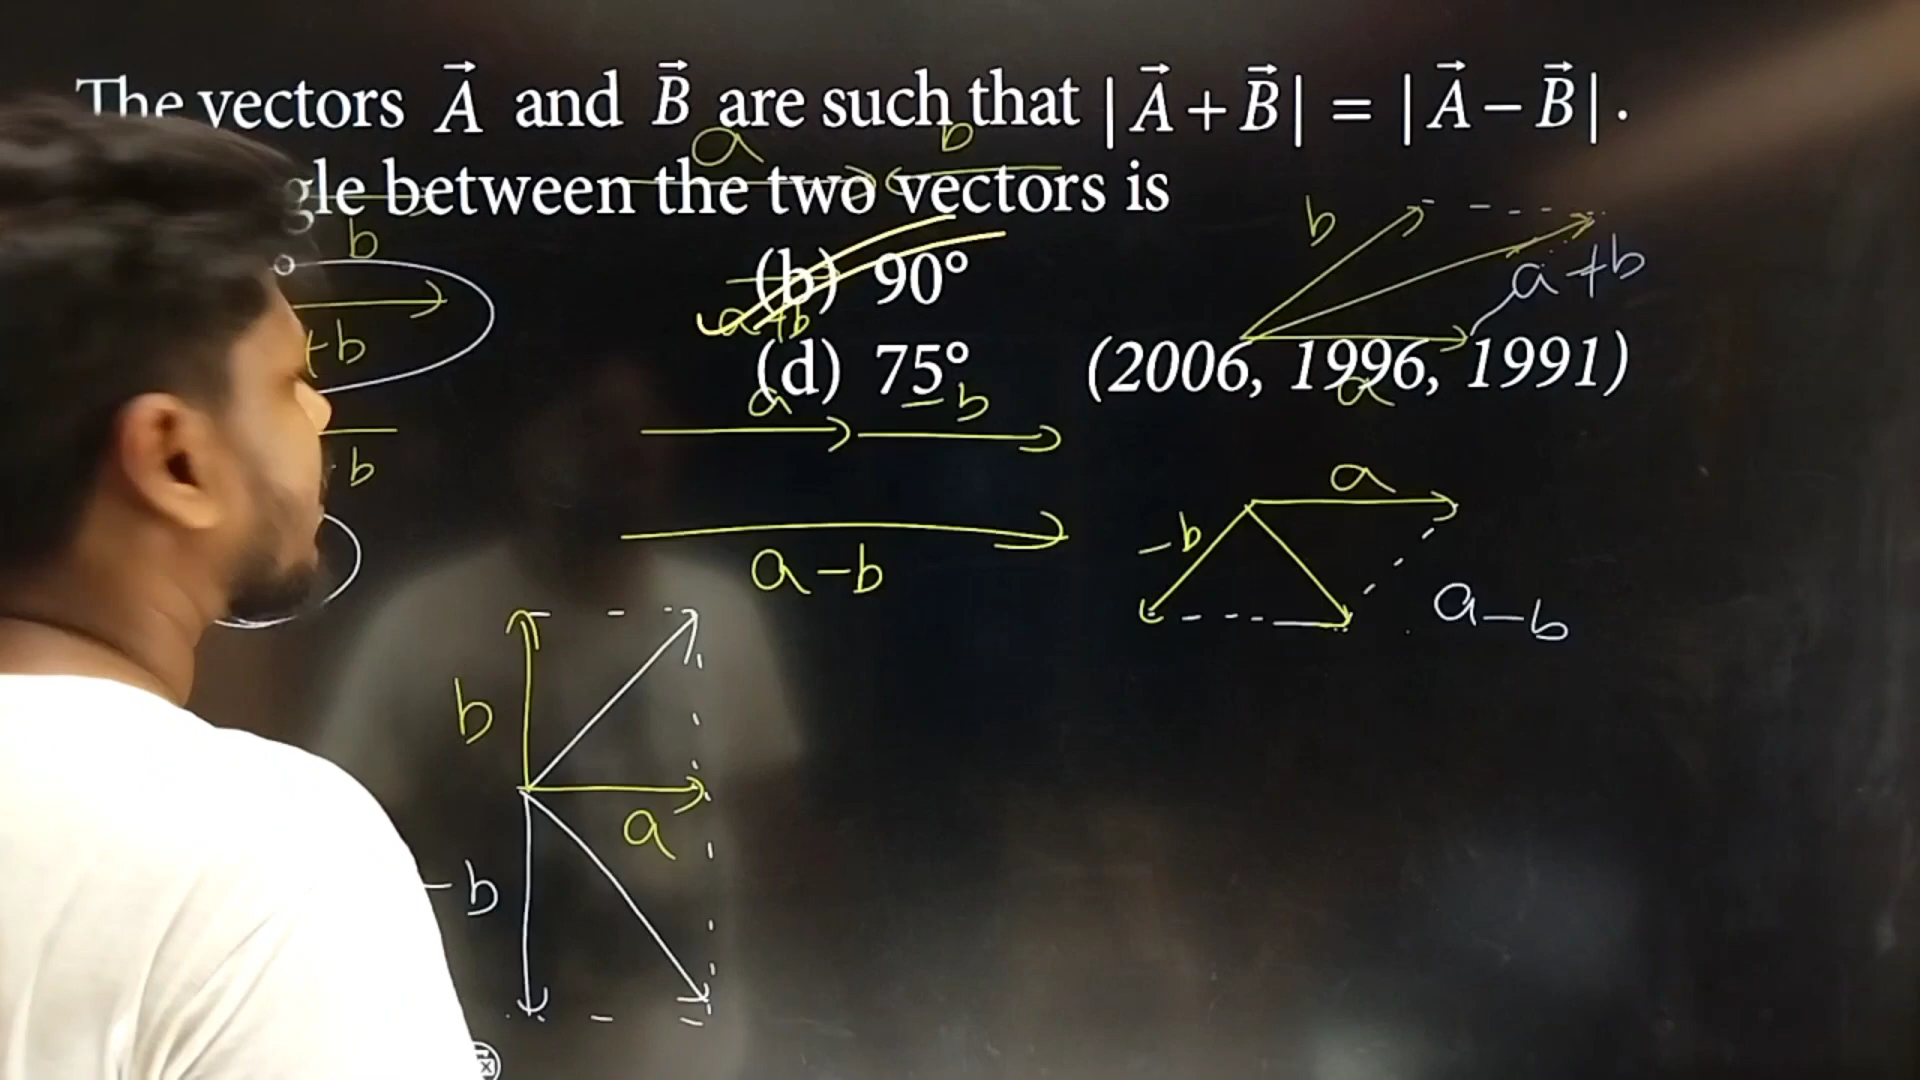 The vectors A⃗ and B⃗ are such that |A⃗ + B⃗| = |A⃗ − B⃗|.
a b
gle between the two vectors is
b
b
(b) 90°
a+b
+b
a+b
(d) 75° (2006, 1996, 1991)
a −b
a
b
a
−b
a−b
a−b
b
a
−b